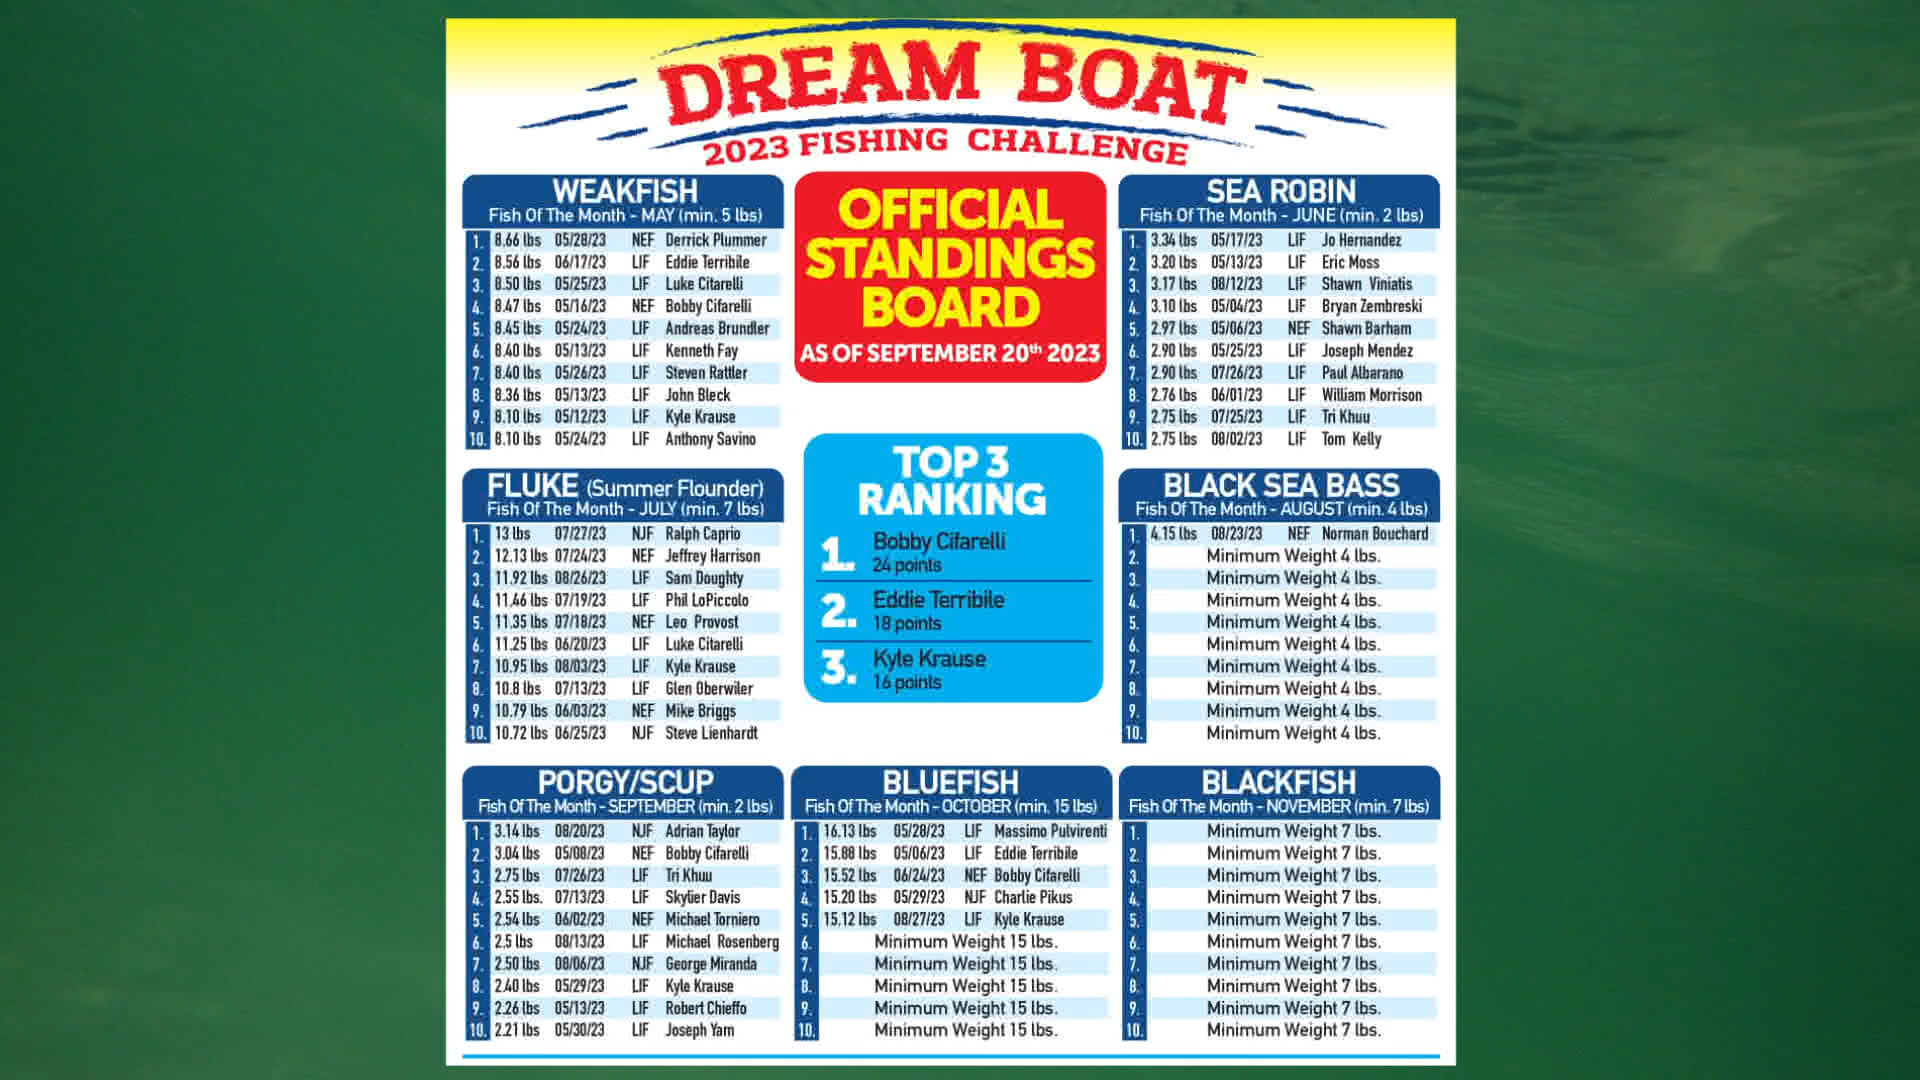 DREAM BOAT
2023 FISHING CHALLENGE
WEAKFISH
Fish Of The Month - MAY (min. 5 lbs)
1. 8.66 lbs 05/28/23 NEF Derrick Plummer
2. 8.56 lbs 06/17/23 LIF Eddie Terribile
3. 8.50 lbs 05/25/23 LIF Luke Citarelli
4. 8.47 lbs 05/16/23 NEF Bobby Cifarelli
5. 8.45 lbs 05/24/23 LIF Andreas Brundler
6. 8.40 lbs 05/13/23 LIF Kenneth Fay
7. 8.40 lbs 05/26/23 LIF Steven Rattler
8. 8.36 lbs 05/13/23 LIF John Bleck
9. 8.10 lbs 05/12/23 LIF Kyle Krause
10. 8.10 lbs 05/24/23 LIF Anthony Savino
OFFICIAL
STANDINGS
BOARD
AS OF SEPTEMBER 20th 2023
SEA ROBIN
Fish Of The Month - JUNE (min. 2 lbs)
1. 3.34 lbs 05/17/23 LIF Jo Hernandez
2. 3.20 lbs 05/13/23 LIF Eric Moss
3. 3.17 lbs 08/12/23 LIF Shawn Viniatis
4. 3.10 lbs 05/04/23 LIF Bryan Zembreski
5. 2.97 lbs 05/06/23 NEF Shawn Barham
6. 2.90 lbs 05/25/23 LIF Joseph Mendez
7. 2.90 lbs 07/26/23 LIF Paul Albarano
8. 2.76 lbs 06/01/23 LIF William Morrison
9. 2.75 lbs 07/25/23 LIF Tri Khuu
10. 2.75 lbs 08/02/23 LIF Tom Kelly
FLUKE (Summer Flounder)
Fish Of The Month - JULY (min. 7 lbs)
1. 13 lbs 07/27/23 NJF Ralph Caprio
2. 12.13 lbs 07/24/23 NEF Jeffrey Harrison
3. 11.92 lbs 08/26/23 LIF Sam Doughty
4. 11.46 lbs 07/19/23 LIF Phil LoPiccolo
5. 11.35 lbs 07/18/23 NEF Leo Provost
6. 11.25 lbs 06/20/23 LIF Luke Citarelli
7. 10.95 lbs 08/03/23 LIF Kyle Krause
8. 10.8 lbs 07/13/23 LIF Glen Oberwiler
9. 10.79 lbs 06/03/23 NEF Mike Briggs
10. 10.72 lbs 06/25/23 NJF Steve Lienhardt
TOP 3
RANKING
1. Bobby Cifarelli
24 points
2. Eddie Terribile
18 points
3. Kyle Krause
16 points
BLACK SEA BASS
Fish Of The Month - AUGUST (min. 4 lbs)
1. 4.15 lbs 08/23/23 NEF Norman Bouchard
2. Minimum Weight 4 lbs.
3. Minimum Weight 4 lbs.
4. Minimum Weight 4 lbs.
5. Minimum Weight 4 lbs.
6. Minimum Weight 4 lbs.
7. Minimum Weight 4 lbs.
8. Minimum Weight 4 lbs.
9. Minimum Weight 4 lbs.
10. Minimum Weight 4 lbs.
PORGY/SCUP
Fish Of The Month - SEPTEMBER (min. 2 lbs)
1. 3.14 lbs 08/20/23 NJF Adrian Taylor
2. 3.04 lbs 05/08/23 NEF Bobby Cifarelli
3. 2.75 lbs 07/26/23 LIF Tri Khuu
4. 2.55 lbs. 07/13/23 LIF Skylier Davis
5. 2.54 lbs 06/02/23 NEF Michael Torniero
6. 2.5 lbs 08/13/23 LIF Michael Rosenberg
7. 2.50 lbs 08/06/23 NJF George Miranda
8. 2.40 lbs 05/29/23 LIF Kyle Krause
9. 2.26 lbs 05/13/23 LIF Robert Chieffo
10. 2.21 lbs 05/30/23 LIF Joseph Yam
BLUEFISH
Fish Of The Month - OCTOBER (min. 15 lbs)
1. 16.13 lbs 05/28/23 LIF Massimo Pulvirenti
2. 15.88 lbs 05/06/23 LIF Eddie Terribile
3. 15.52 lbs 06/24/23 NEF Bobby Cifarelli
4. 15.20 lbs 05/29/23 NJF Charlie Pikus
5. 15.12 lbs 08/27/23 LIF Kyle Krause
6. Minimum Weight 15 lbs.
7. Minimum Weight 15 lbs.
8. Minimum Weight 15 lbs.
9. Minimum Weight 15 lbs.
10. Minimum Weight 15 lbs.
BLACKFISH
Fish Of The Month - NOVEMBER (min. 7 lbs)
1. Minimum Weight 7 lbs.
2. Minimum Weight 7 lbs.
3. Minimum Weight 7 lbs.
4. Minimum Weight 7 lbs.
5. Minimum Weight 7 lbs.
6. Minimum Weight 7 lbs.
7. Minimum Weight 7 lbs.
8. Minimum Weight 7 lbs.
9. Minimum Weight 7 lbs.
10. Minimum Weight 7 lbs.